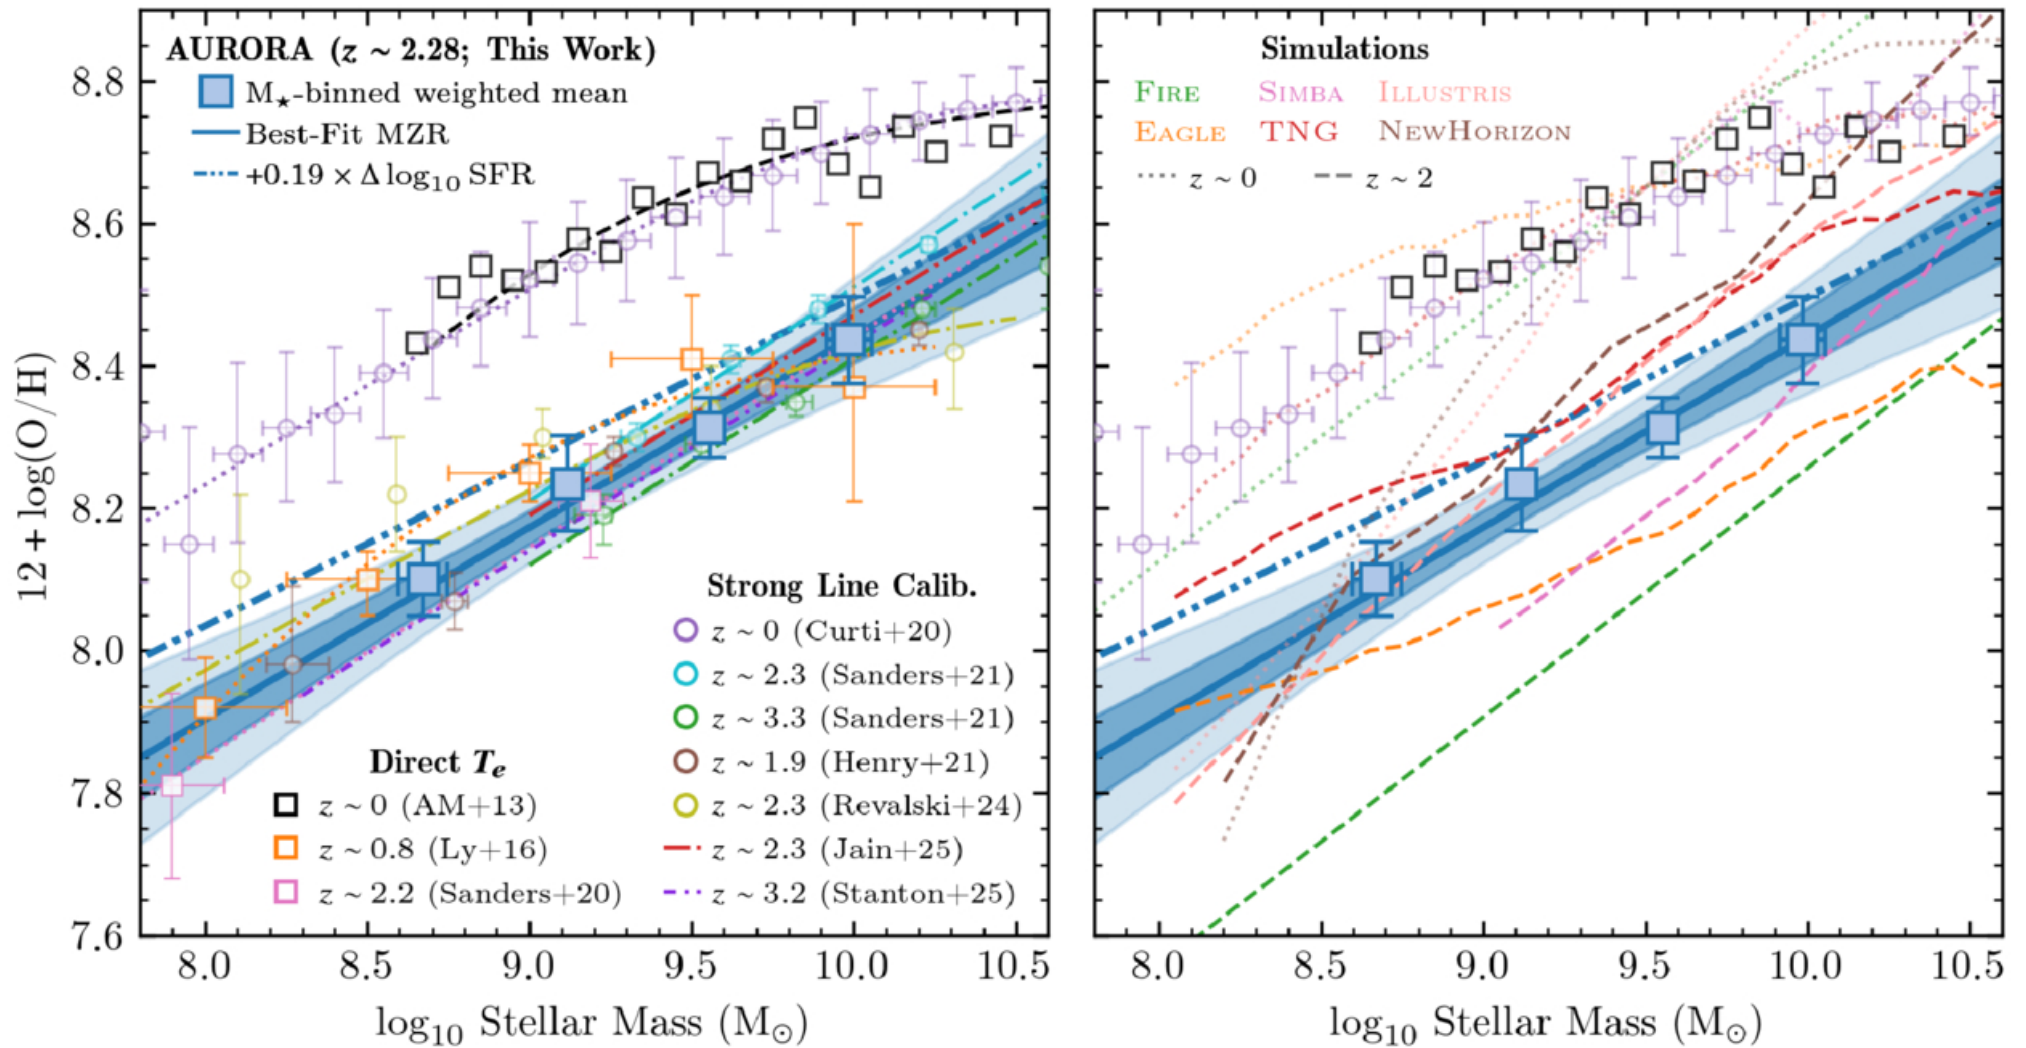 AURORA (z ~ 2.28; This Work)
M★-binned weighted mean
Best-Fit MZR
+0.19 × Δ log₁₀ SFR
Direct Tₑ
z ~ 0 (AM+13)
z ~ 0.8 (Ly+16)
z ~ 2.2 (Sanders+20)
Strong Line Calib.
z ~ 0 (Curti+20)
z ~ 2.3 (Sanders+21)
z ~ 3.3 (Sanders+21)
z ~ 1.9 (Henry+21)
z ~ 2.3 (Revalski+24)
z ~ 2.3 (Jain+25)
z ~ 3.2 (Stanton+25)
12 + log(O/H)
8.8
8.6
8.4
8.2
8.0
7.8
7.6
8.0 8.5 9.0 9.5 10.0 10.5
log₁₀ Stellar Mass (M⊙)
Simulations
FIRE SIMBA ILLUSTRIS
EAGLE TNG NEWHORIZON
z ~ 0 z ~ 2
8.0 8.5 9.0 9.5 10.0 10.5
log₁₀ Stellar Mass (M⊙)